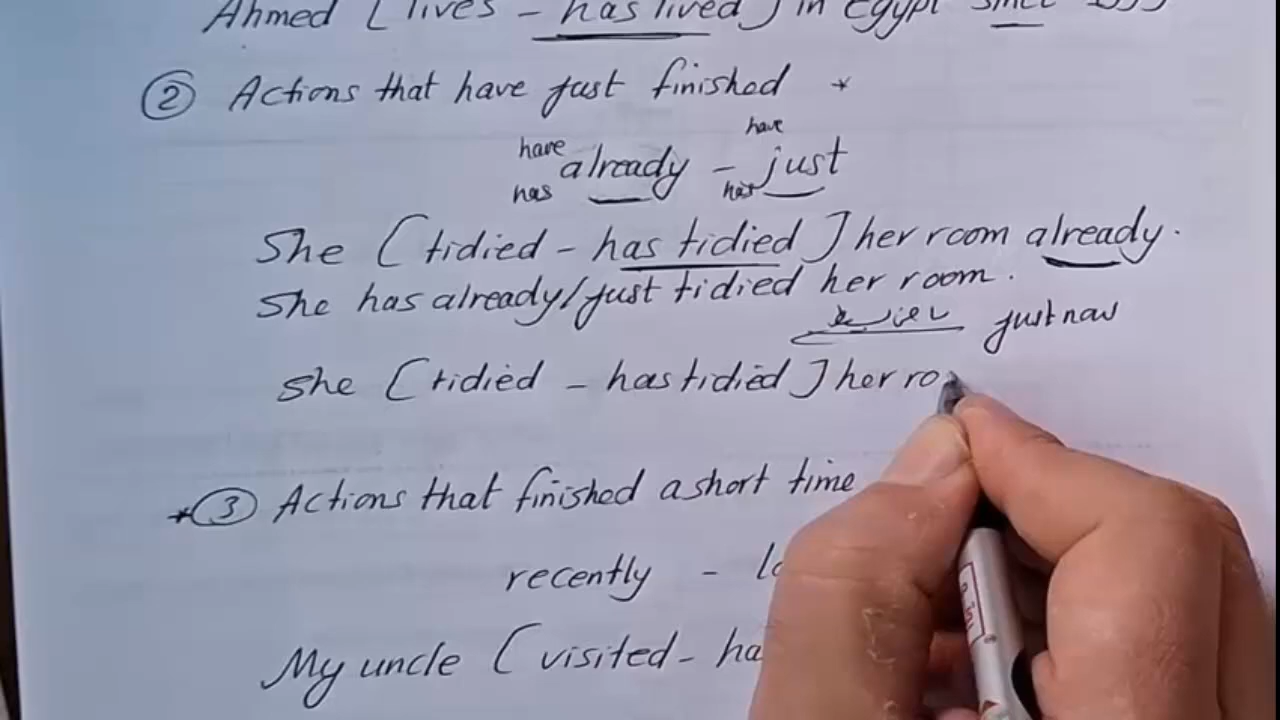 Ahmed [ lives - has lived ] in Egypt since
② Actions that have just finished *
have have
already - just
has has
She [ tidied - has tidied ] her room already.
She has already/just tidied her room.
just now
She [ tidied - has tidied ] her ro
* ③ Actions that finished a short time
recently -
My uncle [ visited - ha